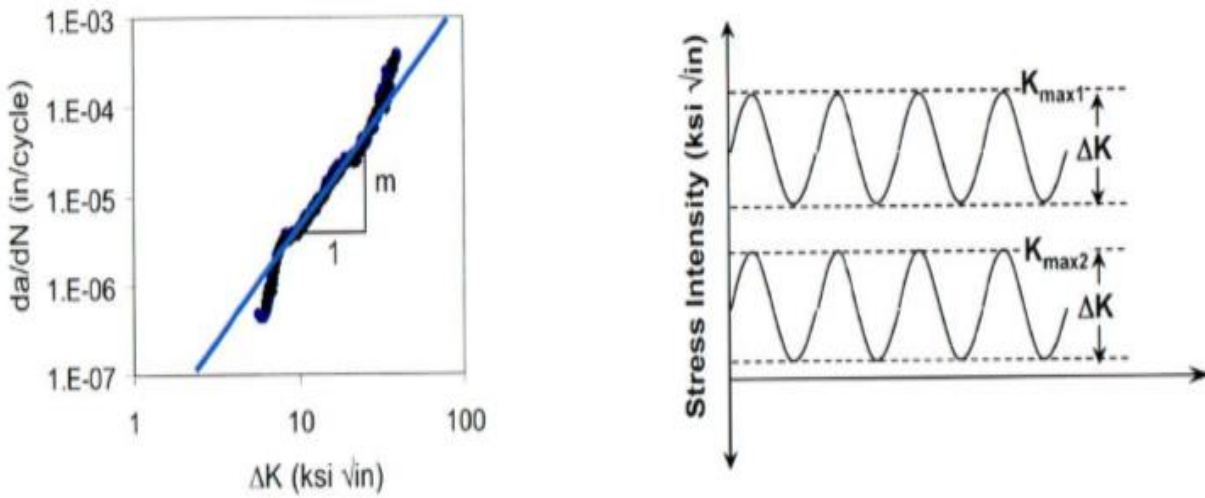 1.E-03
1.E-04
1.E-05
1.E-06
1.E-07
da/dN (in/cycle)
m
1
1
10
100
ΔK (ksi √in)
Stress Intensity (ksi √in)
Kmax1
ΔK
Kmax2
ΔK